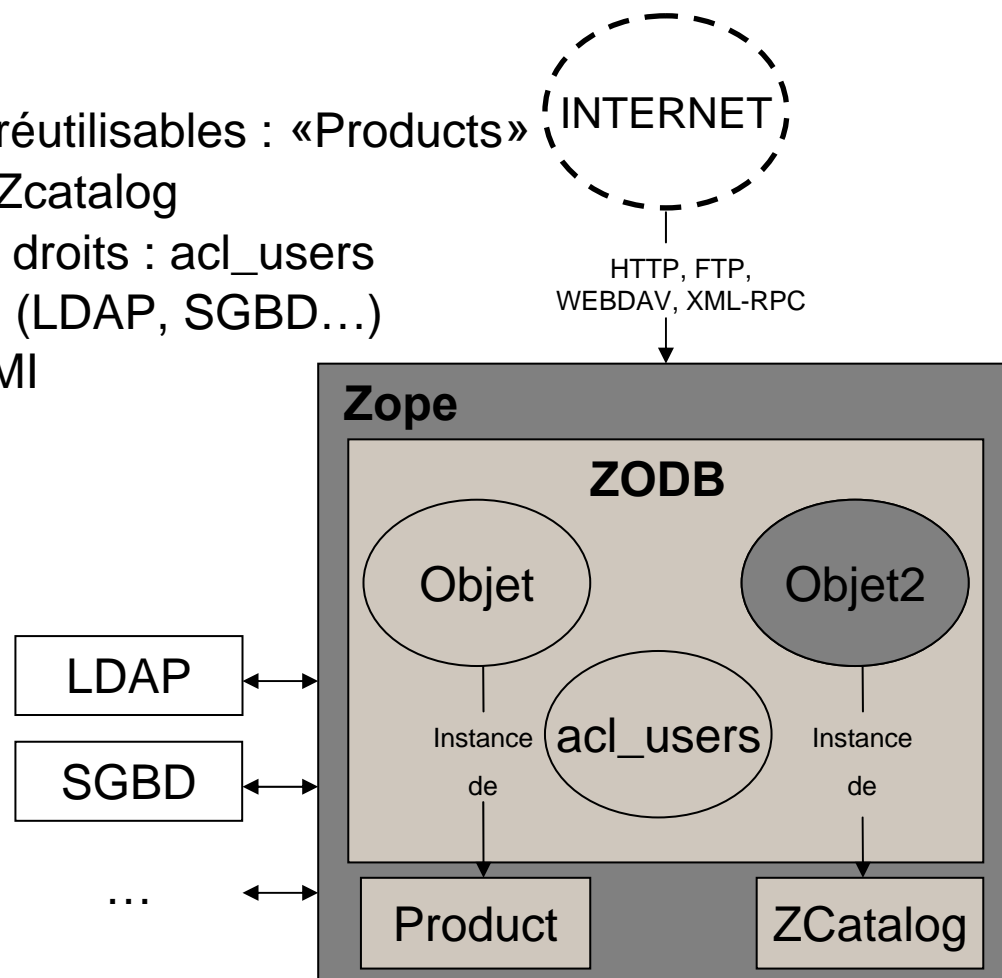 réutilisables : «Products»
Zcatalog
droits : acl_users
(LDAP, SGBD…)
MI
INTERNET
HTTP, FTP,
WEBDAV, XML-RPC
Zope
ZODB
Objet
Objet2
LDAP
Instance
de
acl_users
Instance
de
SGBD
…
Product
ZCatalog